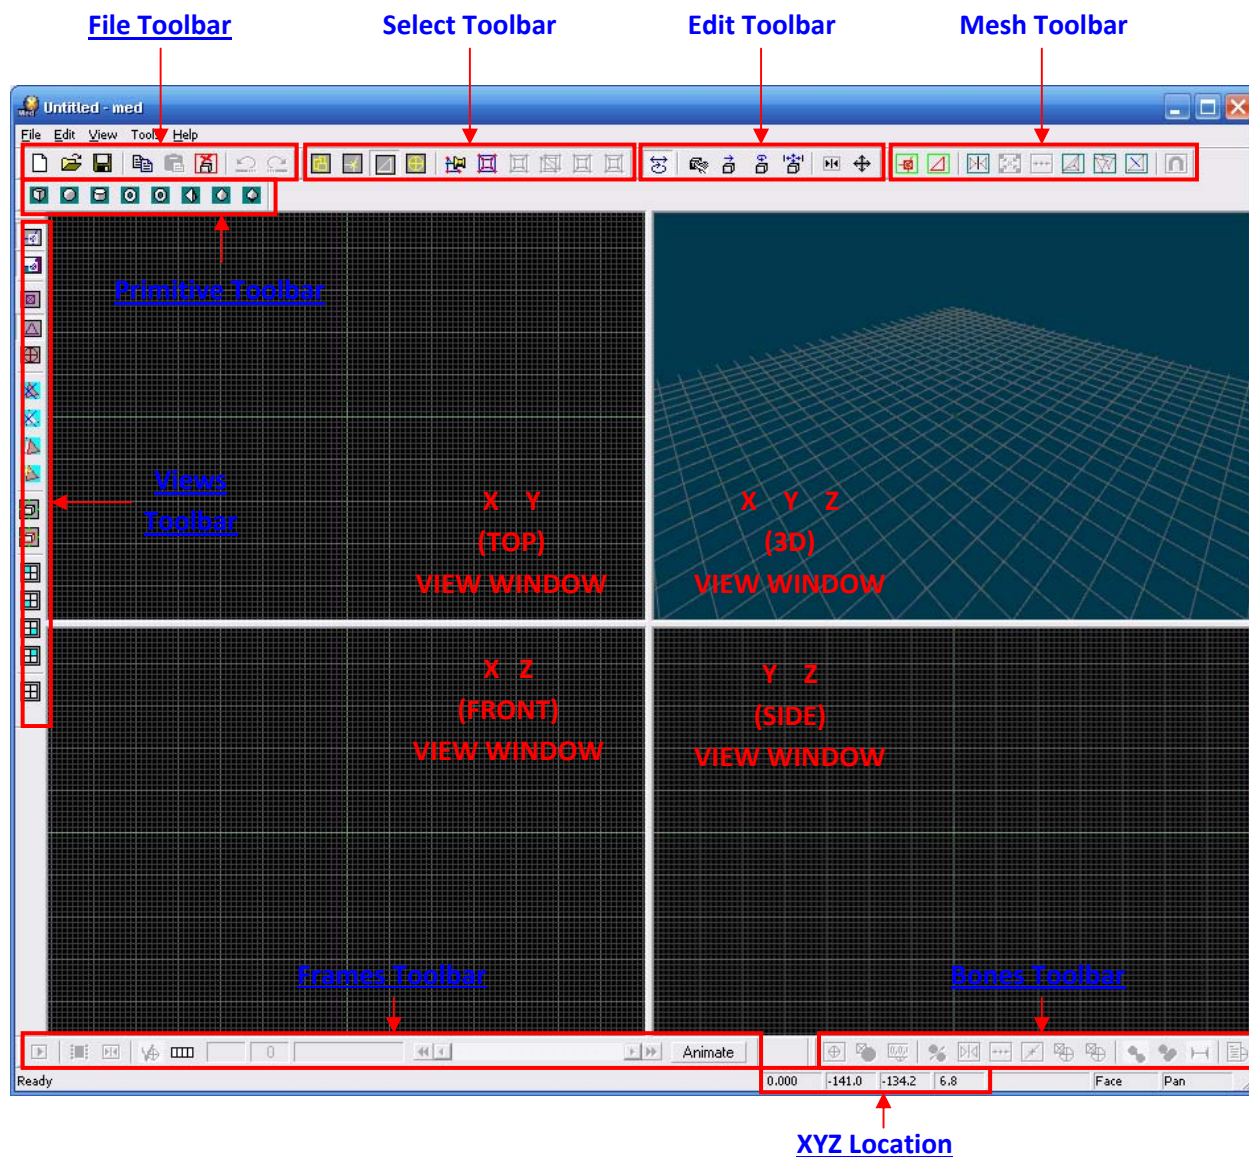 File Toolbar
Select Toolbar
Edit Toolbar
Mesh Toolbar
Untitled - med
File Edit View Tools Help
Primitive Toolbar
Views
Toolbar
X Y
(TOP)
VIEW WINDOW
X Y Z
(3D)
VIEW WINDOW
X Z
(FRONT)
VIEW WINDOW
Y Z
(SIDE)
VIEW WINDOW
Frames Toolbar
Bones Toolbar
0
Animate
Ready
0.000 -141.0 -134.2 6.8 Face Pan
XYZ Location